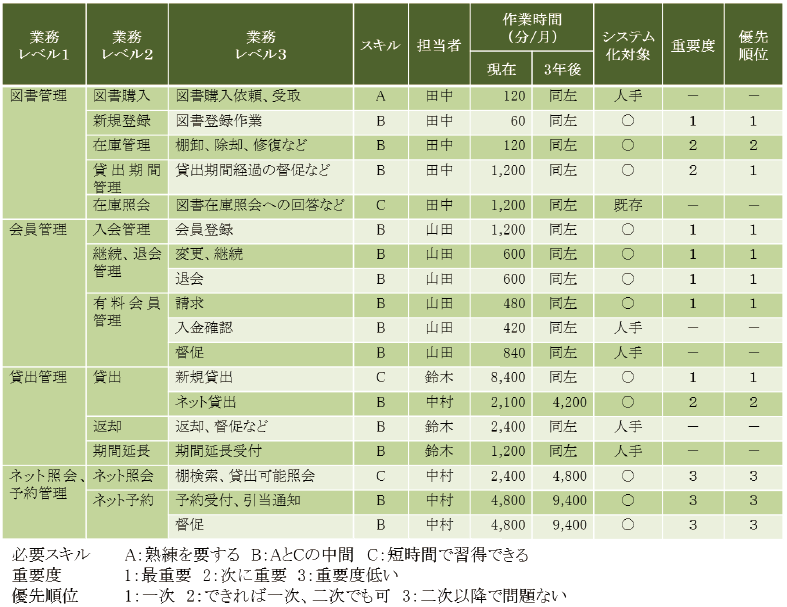 業務レベル1 業務レベル2 業務レベル3 スキル 担当者 作業時間(分/月) システム化対象 重要度 優先順位
現在 3年後
図書管理 図書購入 図書購入依頼、受取 A 田中 120 同左 人手 － －
新規登録 図書登録作業 B 田中 60 同左 ○ 1 1
在庫管理 棚卸、除却、修復など B 田中 120 同左 ○ 2 2
貸出期間管理 貸出期間経過の督促など B 田中 1,200 同左 ○ 2 1
在庫照会 図書在庫照会への回答など C 田中 1,200 同左 既存 － －
会員管理 入会管理 会員登録 B 山田 1,200 同左 ○ 1 1
継続、退会管理 変更、継続 B 山田 600 同左 ○ 1 1
退会 B 山田 600 同左 ○ 1 1
有料会員管理 請求 B 山田 480 同左 ○ 1 1
入金確認 B 山田 420 同左 人手 － －
督促 B 山田 840 同左 人手 － －
貸出管理 貸出 新規貸出 C 鈴木 8,400 同左 ○ 1 1
ネット貸出 B 中村 2,100 4,200 ○ 2 2
返却 返却、督促など B 鈴木 2,400 同左 人手 － －
期間延長 期間延長受付 B 鈴木 1,200 同左 人手 － －
ネット照会、予約管理 ネット照会 棚検索、貸出可能照会 C 中村 2,400 4,800 ○ 3 3
ネット予約 予約受付、引当通知 B 中村 4,800 9,400 ○ 3 3
督促 B 中村 4,800 9,400 ○ 3 3
必要スキル A:熟練を要する B:AとCの中間 C:短時間で習得できる
重要度 1:最重要 2:次に重要 3:重要度低い
優先順位 1:一次 2:できれば一次、二次でも可 3:二次以降で問題ない